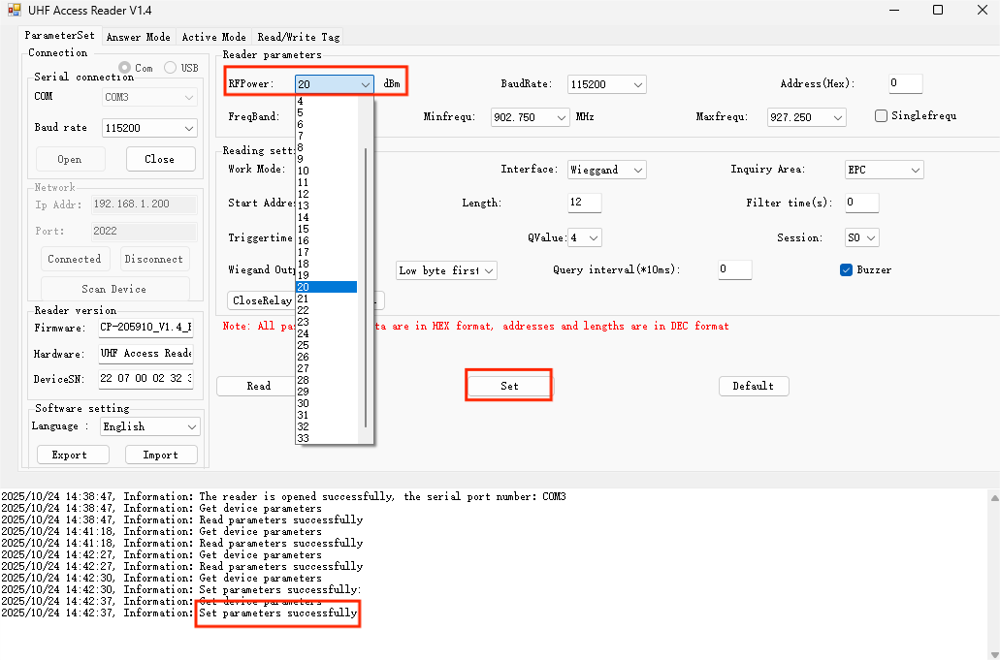 UHF Access Reader V1.4
ParameterSet Answer Mode Active Mode Read/Write Tag
Connection
Com USB
Serial connection
COM COM3
Baud rate 115200
Open Close
Network
Ip Addr: 192.168.1.200
Port: 2022
Connected Disconnect
Scan Device
Reader version
Firmware: CP-205910_V1.4_
Hardware: UHF Access Reade
DeviceSN: 22 07 00 02 32 3
Software setting
Language : English
Export Import
Reader parameters
RFPower: 20 dBm BaudRate: 115200 Address(Hex): 0
FreqBand: Minfrequ: 902.750 MHz Maxfrequ: 927.250 Singlefrequ
Reading sett
Work Mode: Interface: Wieggand Inquiry Area: EPC
Start Addre Length: 12 Filter time(s): 0
Triggertime QValue: 4 Session: S0
Wiegand Outp Low byte first Query interval(*10ms): 0 Buzzer
CloseRelay
4
5
6
7
8
9
10
11
12
13
14
15
16
17
18
19
20
21
22
23
24
25
26
27
28
29
30
31
32
33
Note: All pa ta are in HEX format, addresses and lengths are in DEC format
Read Set Default
2025/10/24 14:38:47, Information: The reader is opened successfully, the serial port number: COM3
2025/10/24 14:38:47, Information: Get device parameters
2025/10/24 14:38:47, Information: Read parameters successfully
2025/10/24 14:41:18, Information: Get device parameters
2025/10/24 14:41:18, Information: Read parameters successfully
2025/10/24 14:42:27, Information: Get device parameters
2025/10/24 14:42:27, Information: Read parameters successfully
2025/10/24 14:42:30, Information: Get device parameters
2025/10/24 14:42:30, Information: Set parameters successfully:
2025/10/24 14:42:37, Information: Get device parameters
2025/10/24 14:42:37, Information: Set parameters successfully